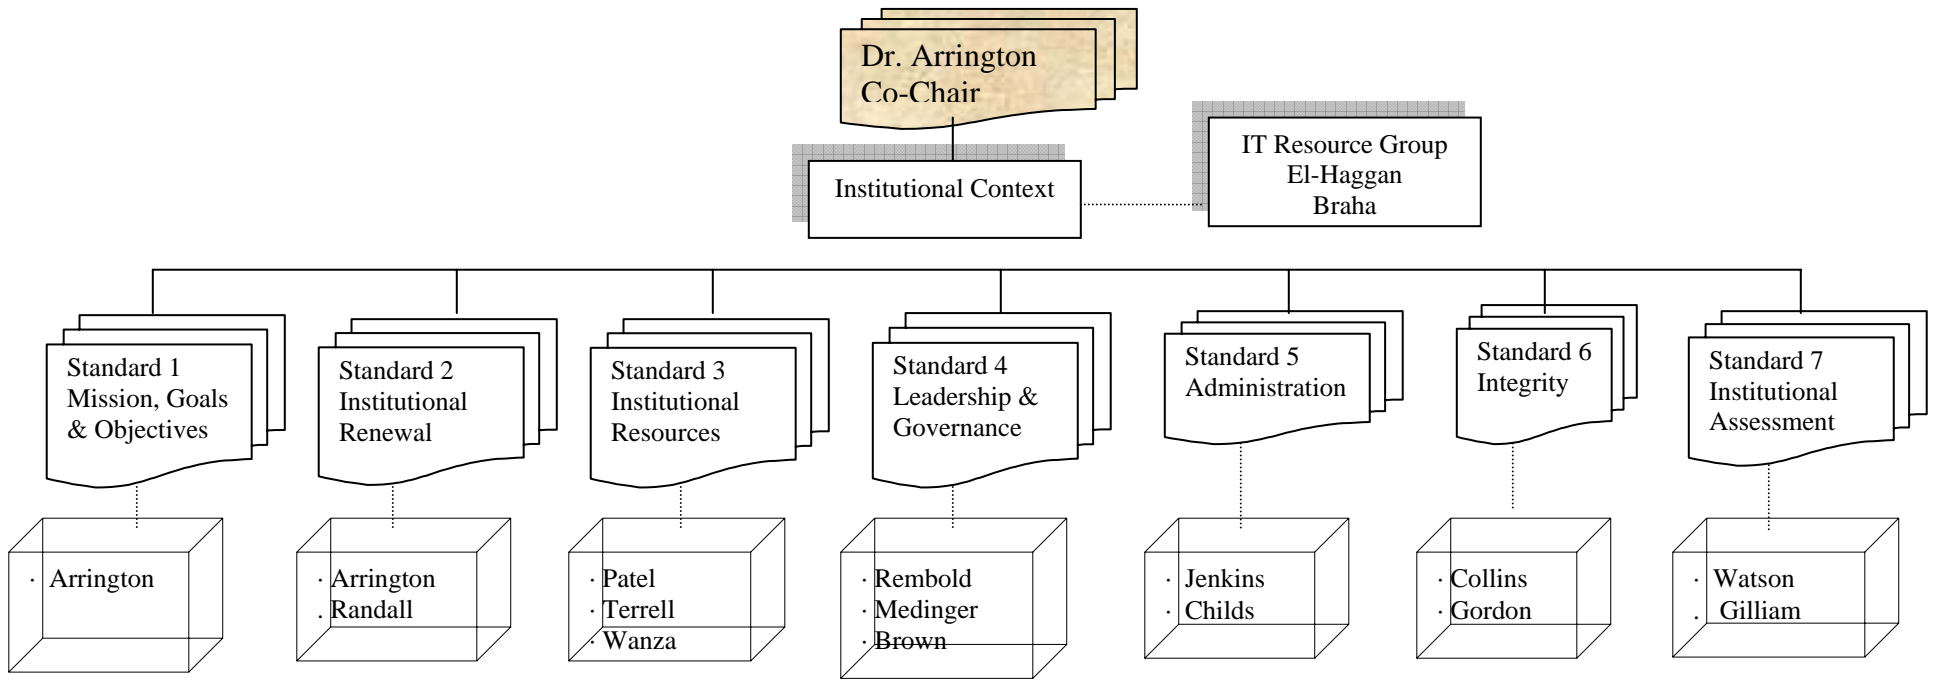 Dr. Arrington
Co-Chair
Institutional Context
IT Resource Group
El-Haggan
Braha
Standard 1
Mission, Goals
& Objectives
Standard 2
Institutional
Renewal
Standard 3
Institutional
Resources
Standard 4
Leadership &
Governance
Standard 5
Administration
Standard 6
Integrity
Standard 7
Institutional
Assessment
· Arrington
· Arrington
. Randall
· Patel
· Terrell
· Wanza
· Rembold
· Medinger
· Brown
· Jenkins
· Childs
· Collins
· Gordon
· Watson
. Gilliam